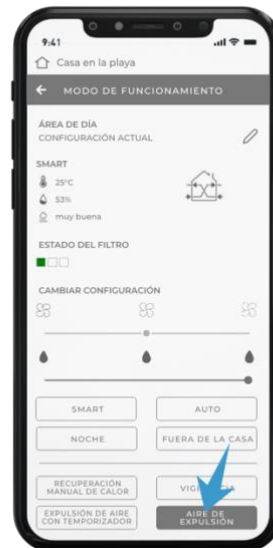 9:41
Casa en la playa
MODO DE FUNCIONAMIENTO
ÁREA DE DÍA
CONFIGURACIÓN ACTUAL
SMART
25°C
53%
muy buena
ESTADO DEL FILTRO
CAMBIAR CONFIGURACIÓN
SMART AUTO
NOCHE FUERA DE LA CASA
RECUPERACIÓN
MANUAL DE CALOR
EXPULSIÓN DE AIRE
CON TEMPORIZADOR
AIRE DE
EXPULSIÓN